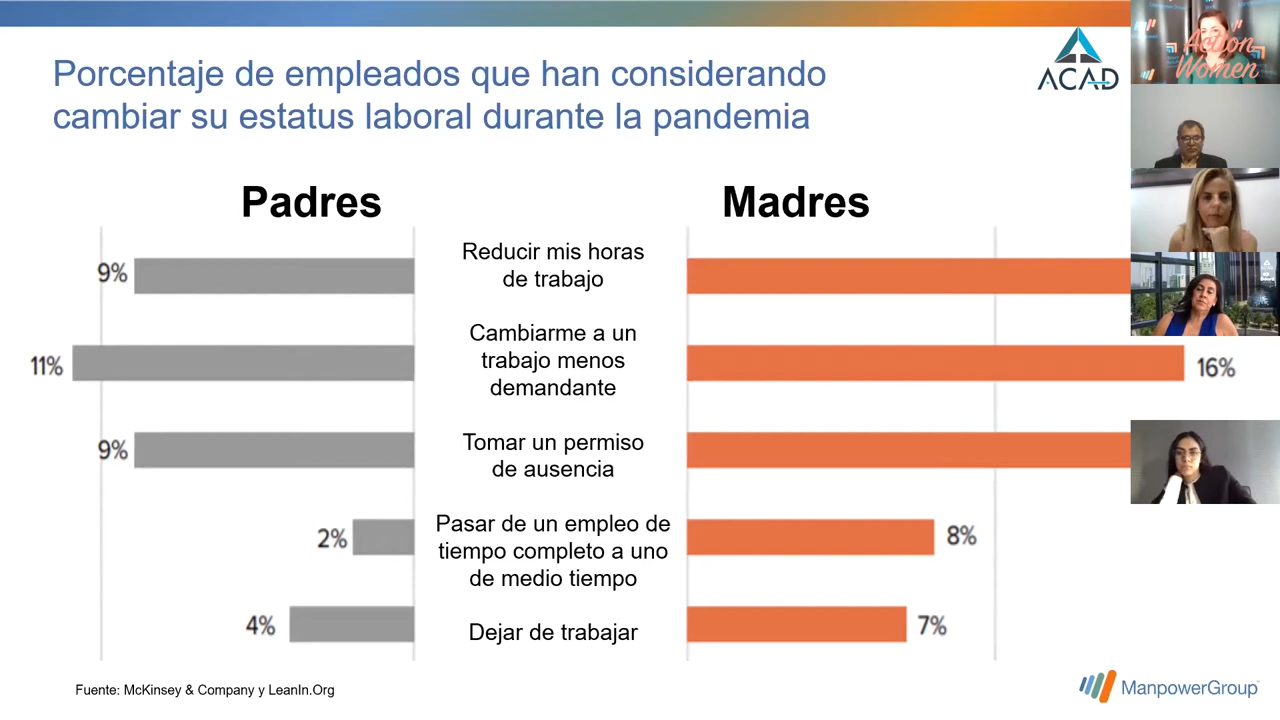 Porcentaje de empleados que han considerando
cambiar su estatus laboral durante la pandemia
ACAD
Action
Women
Padres
Madres
9%
Reducir mis horas
de trabajo
11%
Cambiarme a un
trabajo menos
demandante
16%
9%
Tomar un permiso
de ausencia
2%
Pasar de un empleo de
tiempo completo a uno
de medio tiempo
8%
4%
Dejar de trabajar
7%
Fuente: McKinsey & Company y LeanIn.Org
ManpowerGroup